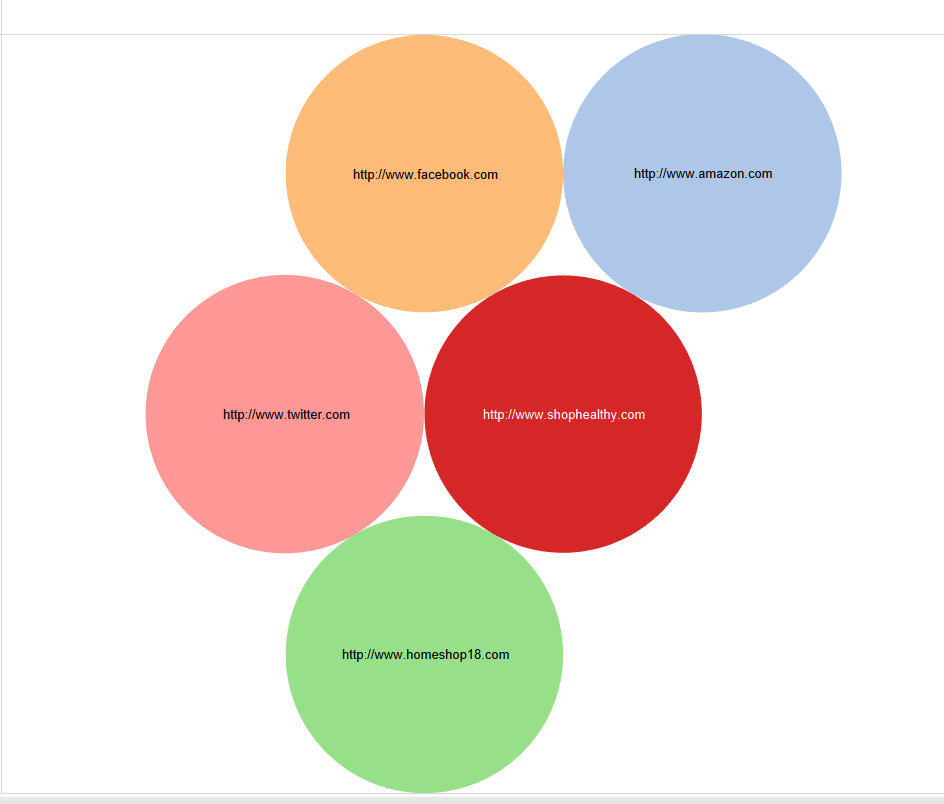 http://www.facebook.com
http://www.amazon.com
http://www.twitter.com
http://www.shophealthy.com
http://www.homeshop18.com